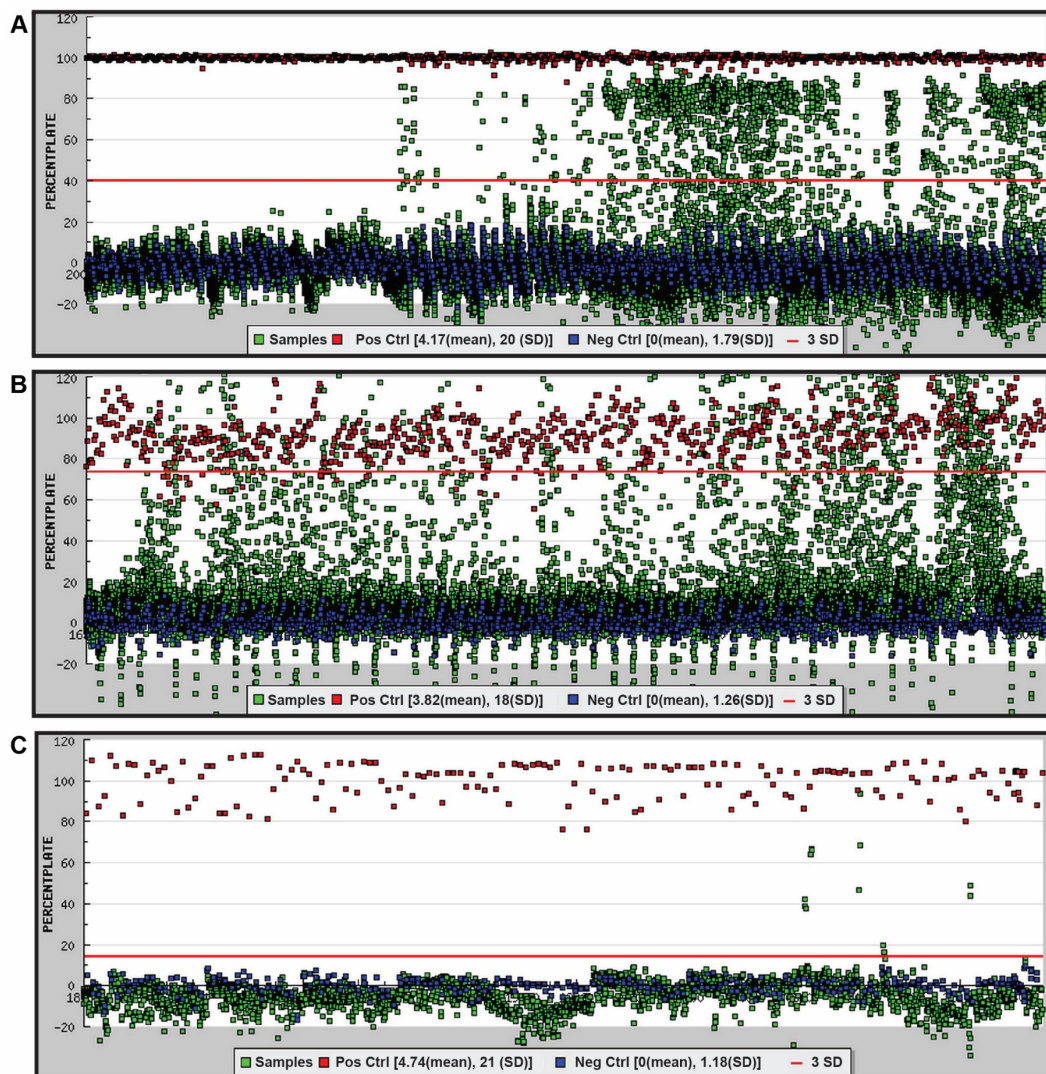 A
120
100
80
60
40
20
0
200
-20
PERCENTPLATE
Samples Pos Ctrl [4.17(mean), 20 (SD)] Neg Ctrl [0(mean), 1.79(SD)] 3 SD
B
120
100
80
60
40
20
0
-20
PERCENTPLATE
Samples Pos Ctrl [3.82(mean), 18(SD)] Neg Ctrl [0(mean), 1.26(SD)] 3 SD
C
120
100
80
60
40
20
0
-20
PERCENTPLATE
Samples Pos Ctrl [4.74(mean), 21 (SD)] Neg Ctrl [0(mean), 1.18(SD)] 3 SD